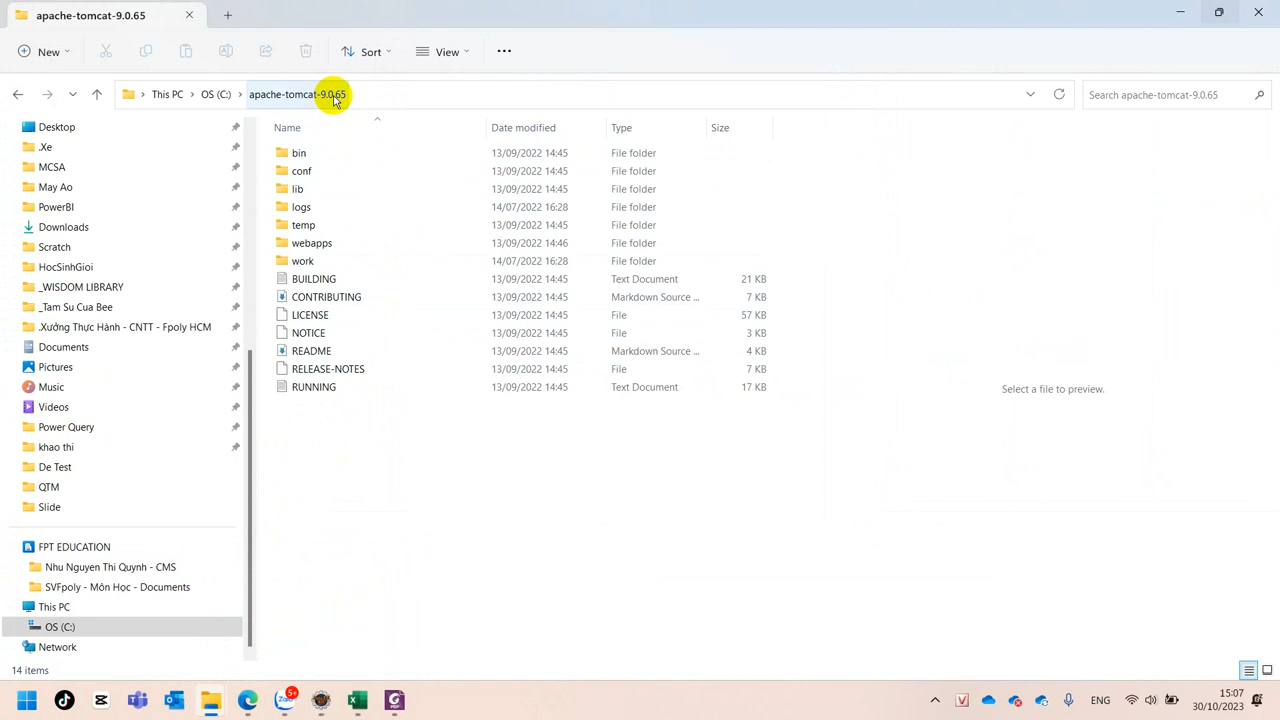 apache-tomcat-9.0.65
New
Sort
View
This PC
OS (C:)
apache-tomcat-9.0.65
Search apache-tomcat-9.0.65
Desktop
.Xe
MCSA
May Ao
PowerBI
Downloads
Scratch
HocSinhGioi
_WISDOM LIBRARY
_Tam Su Cua Bee
.Xưởng Thực Hành - CNTT - Fpoly HCM
Documents
Pictures
Music
Videos
Power Query
khao thi
De Test
QTM
Slide
FPT EDUCATION
Nhu Nguyen Thi Quynh - CMS
SVFpoly - Môn Học - Documents
This PC
OS (C:)
Network
Name Date modified Type Size
bin 13/09/2022 14:45 File folder
conf 13/09/2022 14:45 File folder
lib 13/09/2022 14:45 File folder
logs 14/07/2022 16:28 File folder
temp 13/09/2022 14:45 File folder
webapps 13/09/2022 14:46 File folder
work 14/07/2022 16:28 File folder
BUILDING 13/09/2022 14:45 Text Document 21 KB
CONTRIBUTING 13/09/2022 14:45 Markdown Source ... 7 KB
LICENSE 13/09/2022 14:45 File 57 KB
NOTICE 13/09/2022 14:45 File 3 KB
README 13/09/2022 14:45 Markdown Source ... 4 KB
RELEASE-NOTES 13/09/2022 14:45 File 7 KB
RUNNING 13/09/2022 14:45 Text Document 17 KB
Select a file to preview.
14 items
Zalo
5+
PDF
V
ENG
15:07
30/10/2023